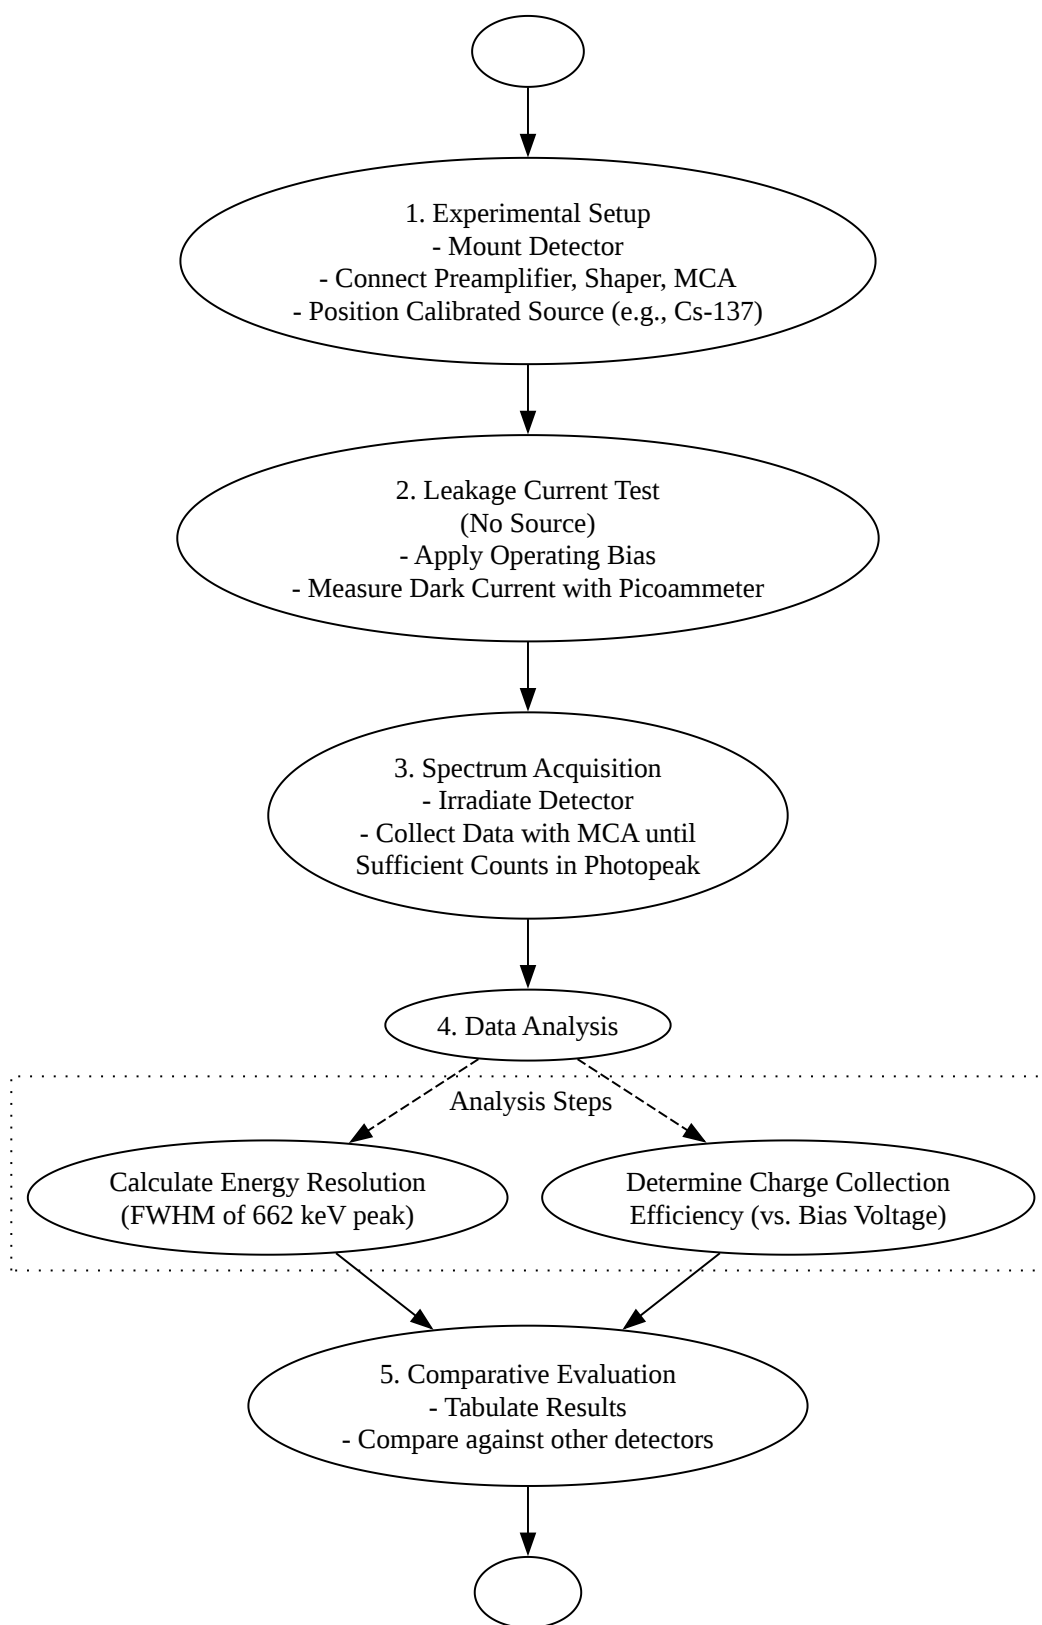 1. Experimental Setup
- Mount Detector
- Connect Preamplifier, Shaper, MCA
- Position Calibrated Source (e.g., Cs-137)
2. Leakage Current Test
(No Source)
- Apply Operating Bias
- Measure Dark Current with Picoammeter
3. Spectrum Acquisition
- Irradiate Detector
- Collect Data with MCA until
Sufficient Counts in Photopeak
4. Data Analysis
Analysis Steps
Calculate Energy Resolution
(FWHM of 662 keV peak)
Determine Charge Collection
Efficiency (vs. Bias Voltage)
5. Comparative Evaluation
- Tabulate Results
- Compare against other detectors